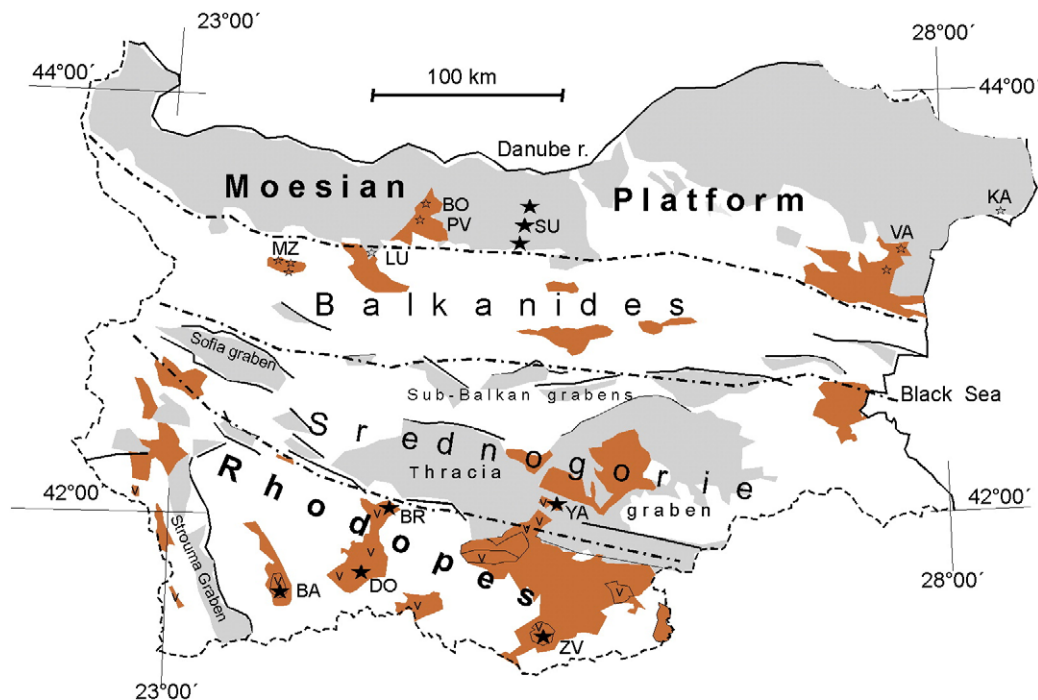 23°00´
28°00´
44°00´
44°00´
100 km
Danube r.
Moesian Platform
BO
PV
SU
KA
VA
MZ
LU
Balkanides
Sofia graben
Sub-Balkan grabens
Black Sea
Srednogorie
Thracia
graben
Rhodopes
42°00´
42°00´
BR
YA
Strouma Graben
BA
DO
ZV
v
v
v
v
v
v
v
v
v
v
v
v
23°00´
28°00´